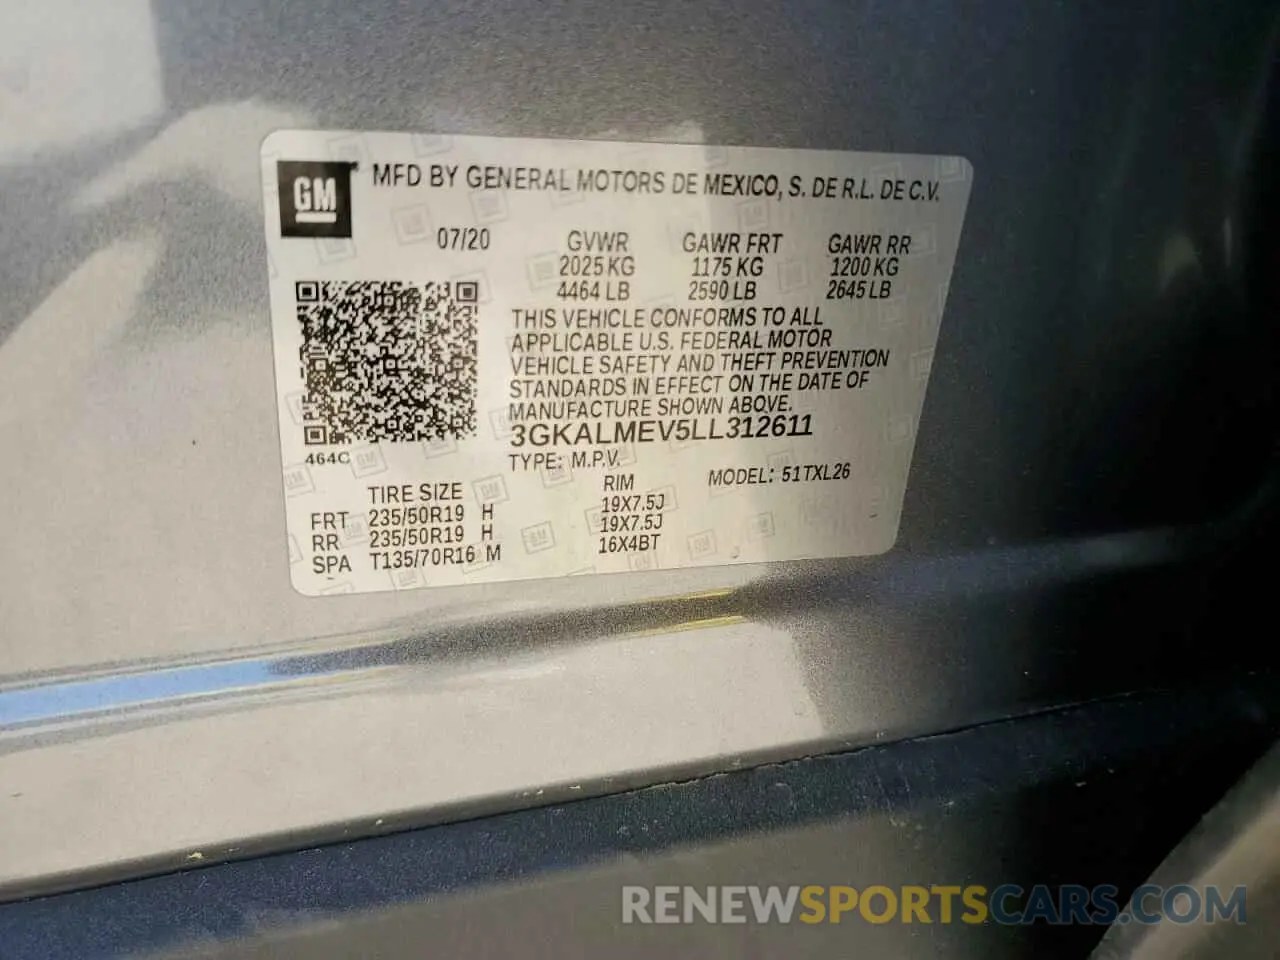 GM MFD BY GENERAL MOTORS DE MEXICO, S. DE R.L. DE C.V.
07/20 GVWR GAWR FRT GAWR RR
2025 KG 1175 KG 1200 KG
4464 LB 2590 LB 2645 LB
THIS VEHICLE CONFORMS TO ALL
APPLICABLE U.S. FEDERAL MOTOR
VEHICLE SAFETY AND THEFT PREVENTION
STANDARDS IN EFFECT ON THE DATE OF
MANUFACTURE SHOWN ABOVE.
3GKALMEV5LL312611
464C TYPE: M.P.V. MODEL: 51TXL26
TIRE SIZE RIM
FRT 235/50R19 H 19X7.5J
RR 235/50R19 H 19X7.5J
SPA T135/70R16 M 16X4BT
RENEWSPORTSCARS.COM